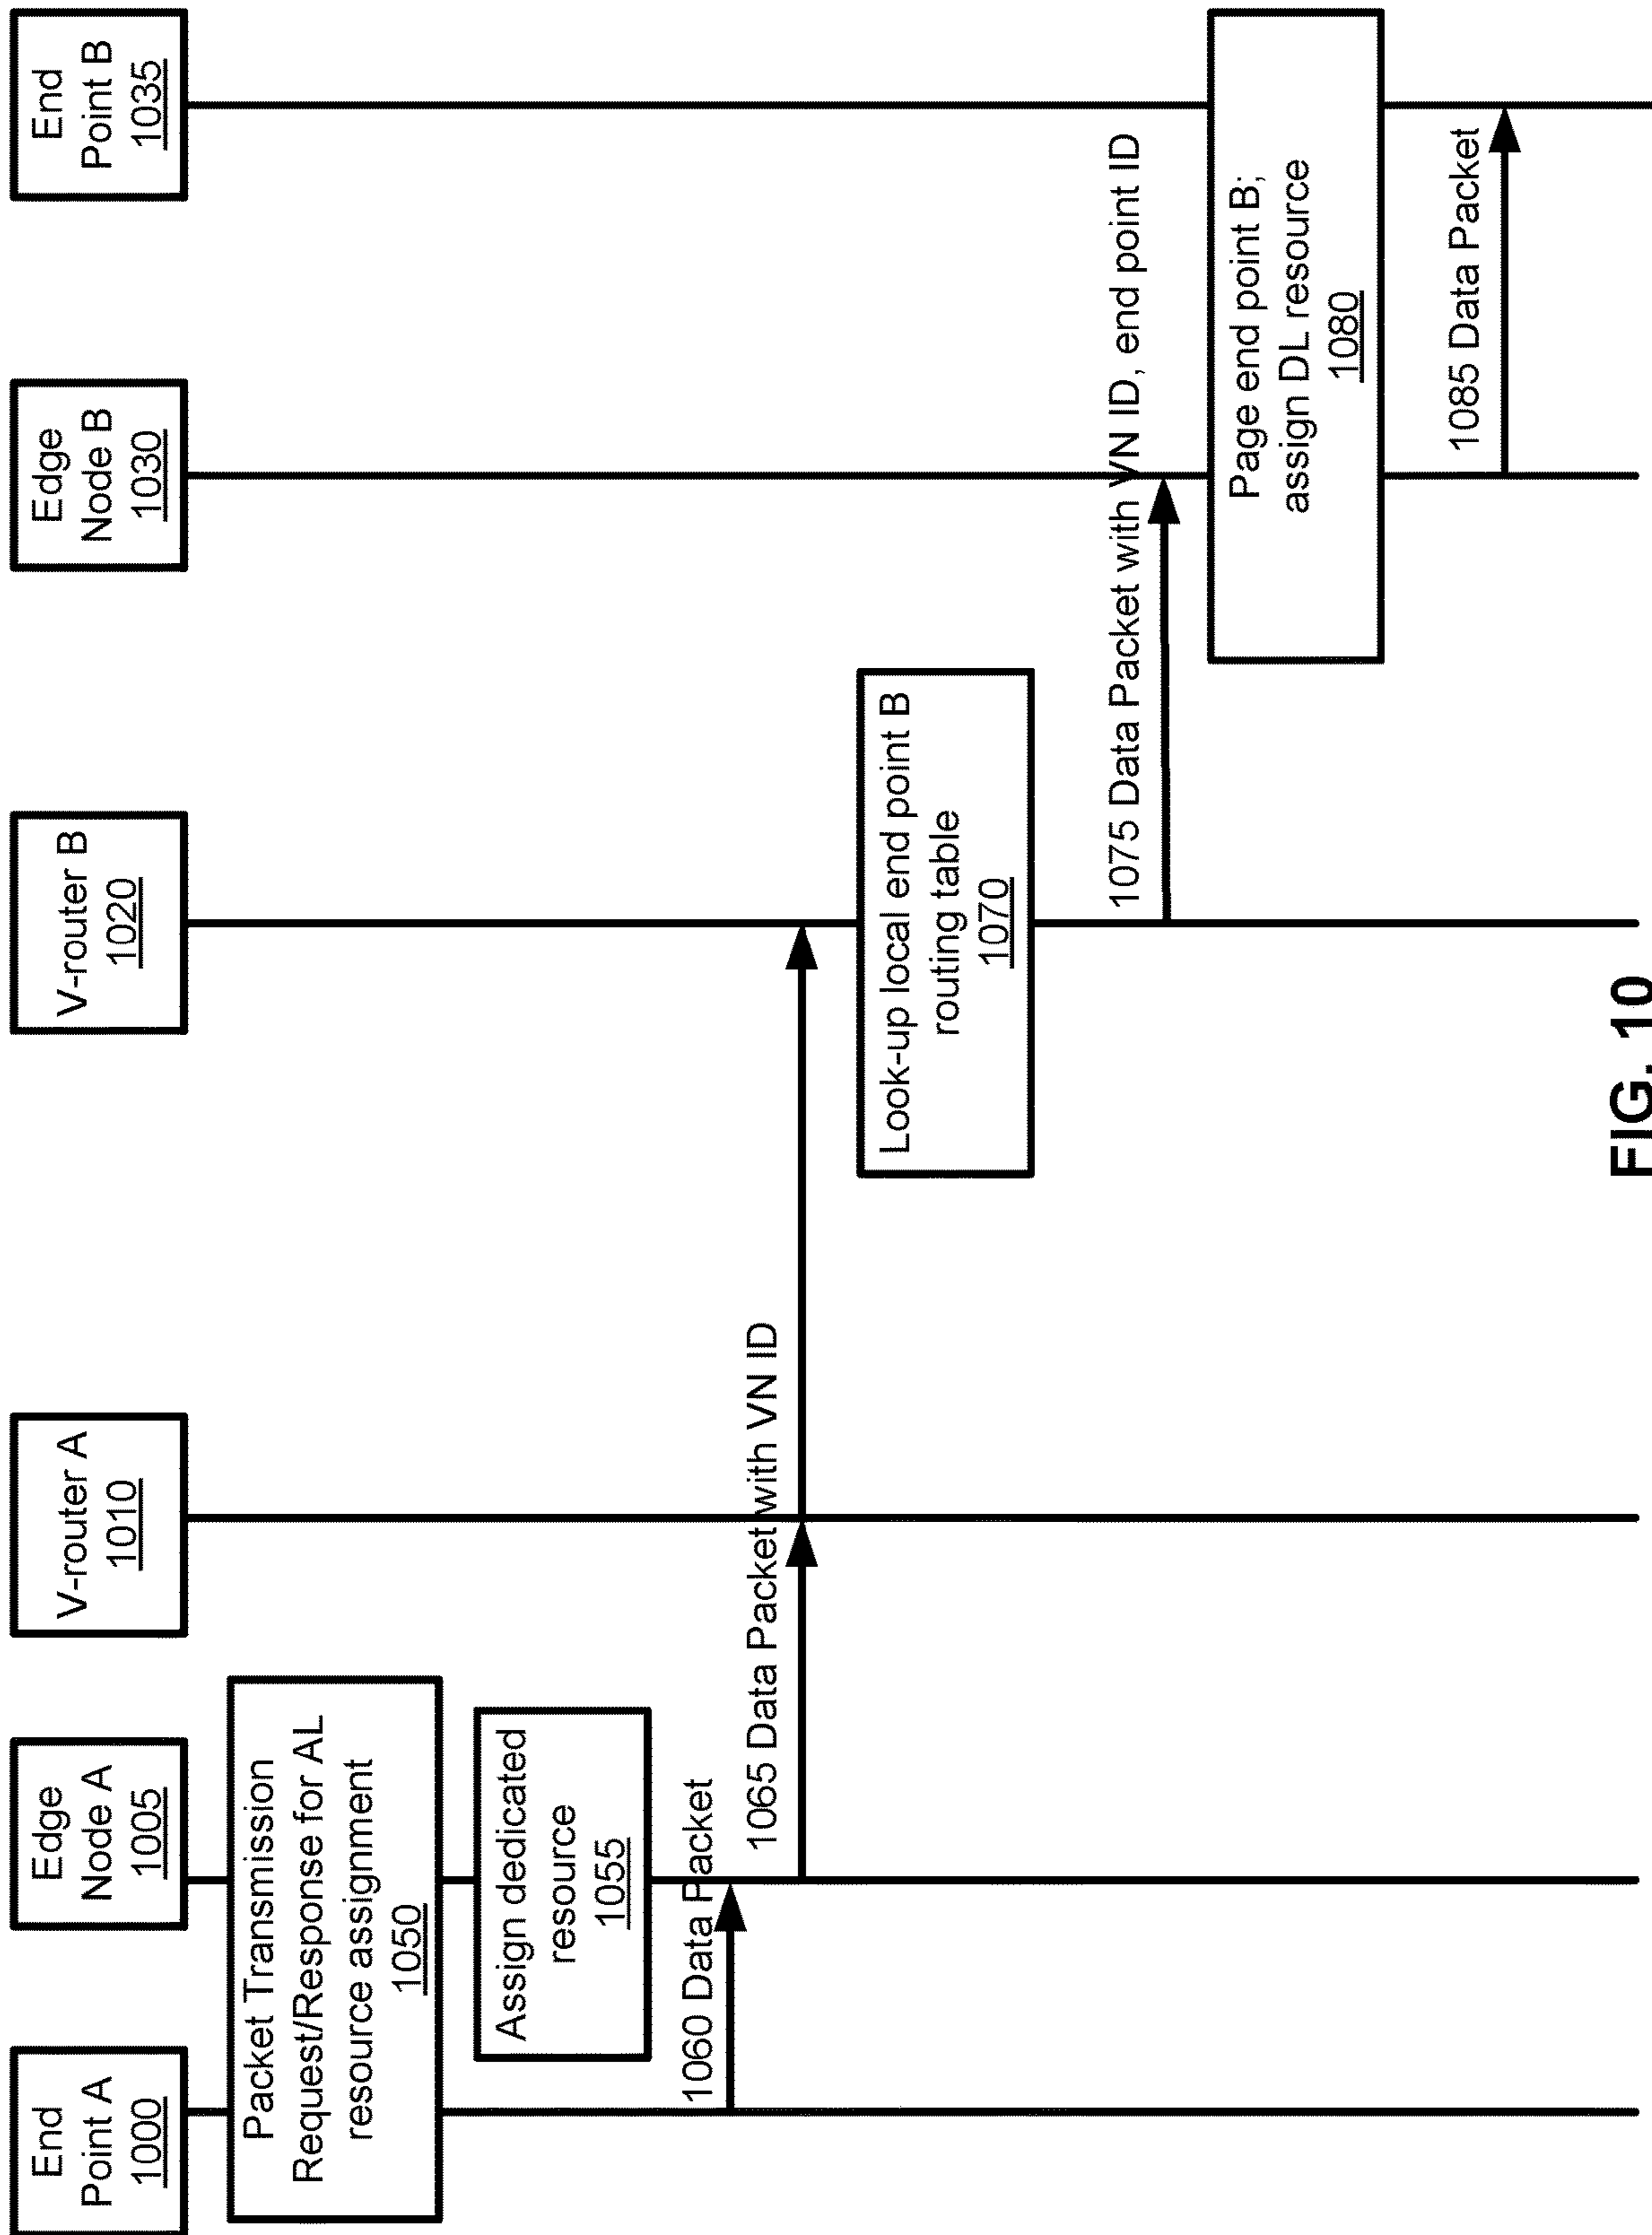 End
Point A
1000
Edge
Node A
1005
V-router A
1010
V-router B
1020
Edge
Node B
1030
End
Point B
1035
Packet Transmission
Request/Response for AL
resource assignment
1050
Assign dedicated
resource
1055
1060 Data Packet
1065 Data Packet with VN ID
Look-up local end point B
routing table
1070
1075 Data Packet with VN ID, end point ID
Page end point B;
assign DL resource
1080
1085 Data Packet
FIG. 10